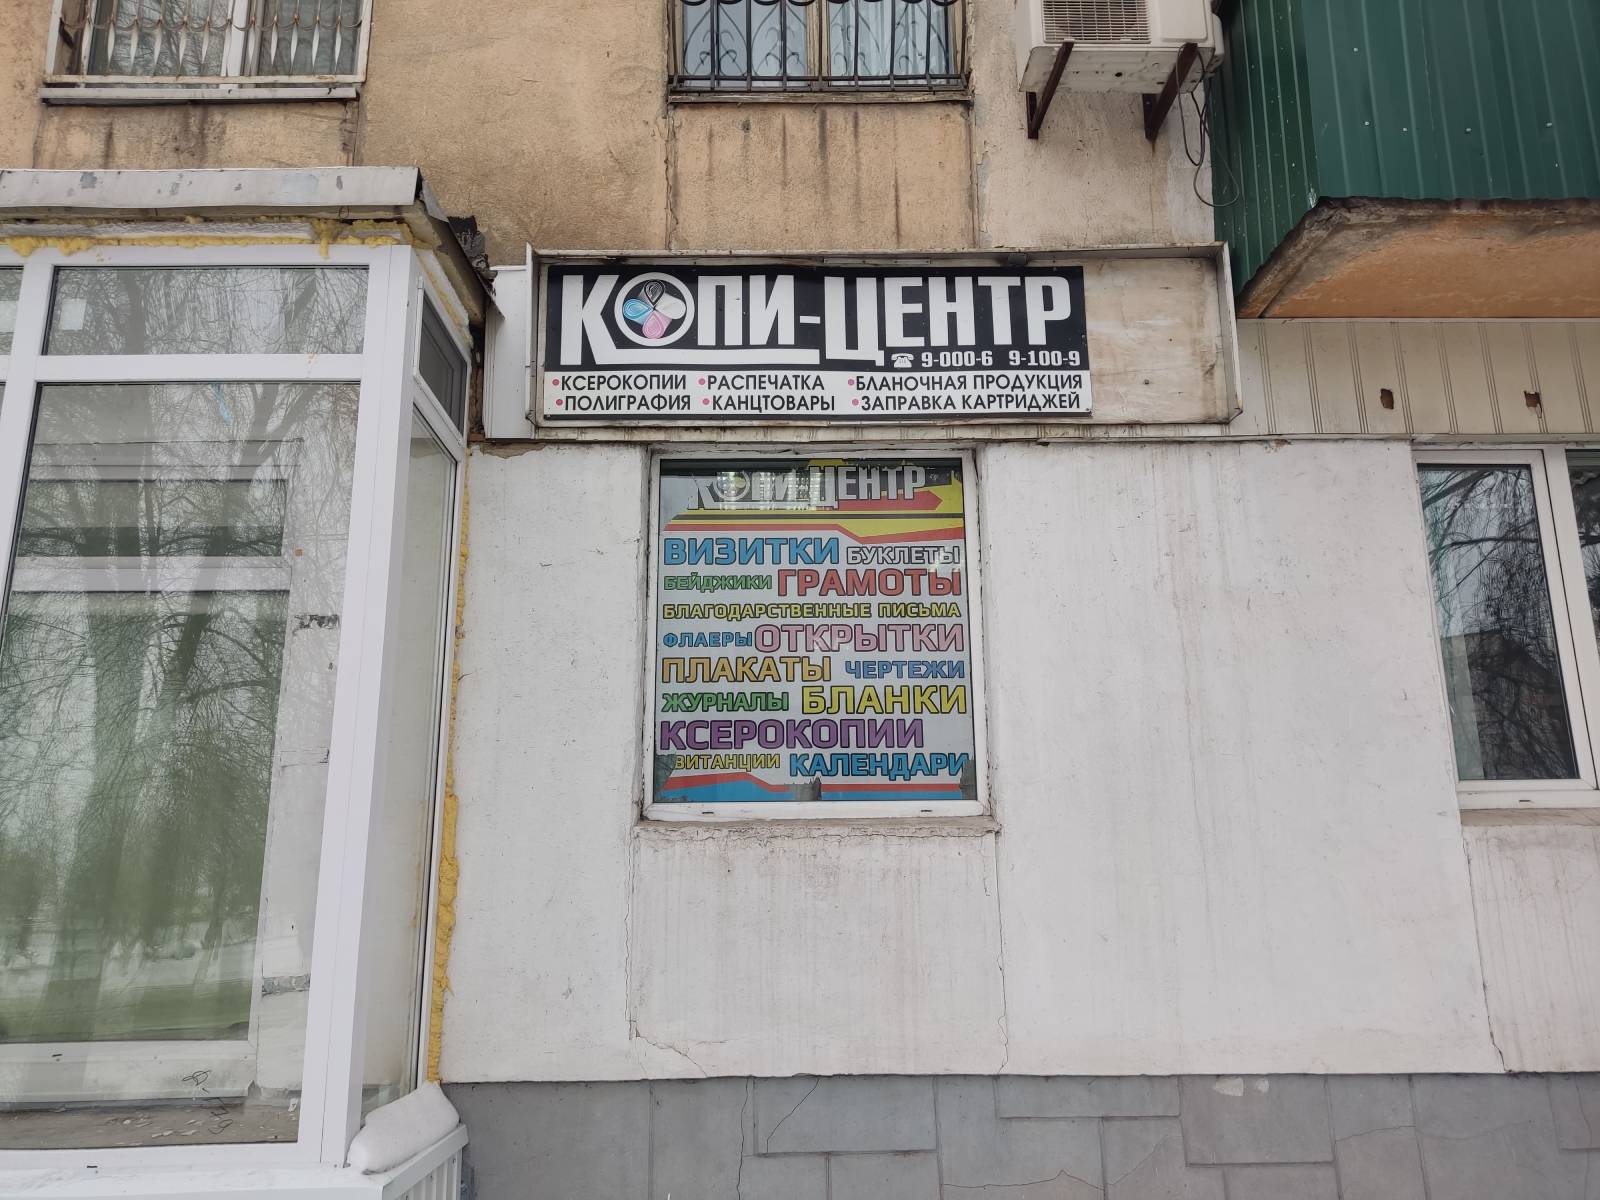 КОПИ-ЦЕНТР
9-000-6 9-100-9
•КСЕРОКОПИИ •РАСПЕЧАТКА •БЛАНОЧНАЯ ПРОДУКЦИЯ
•ПОЛИГРАФИЯ •КАНЦТОВАРЫ •ЗАПРАВКА КАРТРИДЖЕЙ
КОПИ-ЦЕНТР
ВИЗИТКИ БУКЛЕТЫ
БЕЙДЖИКИ ГРАМОТЫ
БЛАГОДАРСТВЕННЫЕ ПИСЬМА
ФЛАЕРЫ ОТКРЫТКИ
ПЛАКАТЫ ЧЕРТЕЖИ
ЖУРНАЛЫ БЛАНКИ
КСЕРОКОПИИ
ВИТАНЦИИ КАЛЕНДАРИ